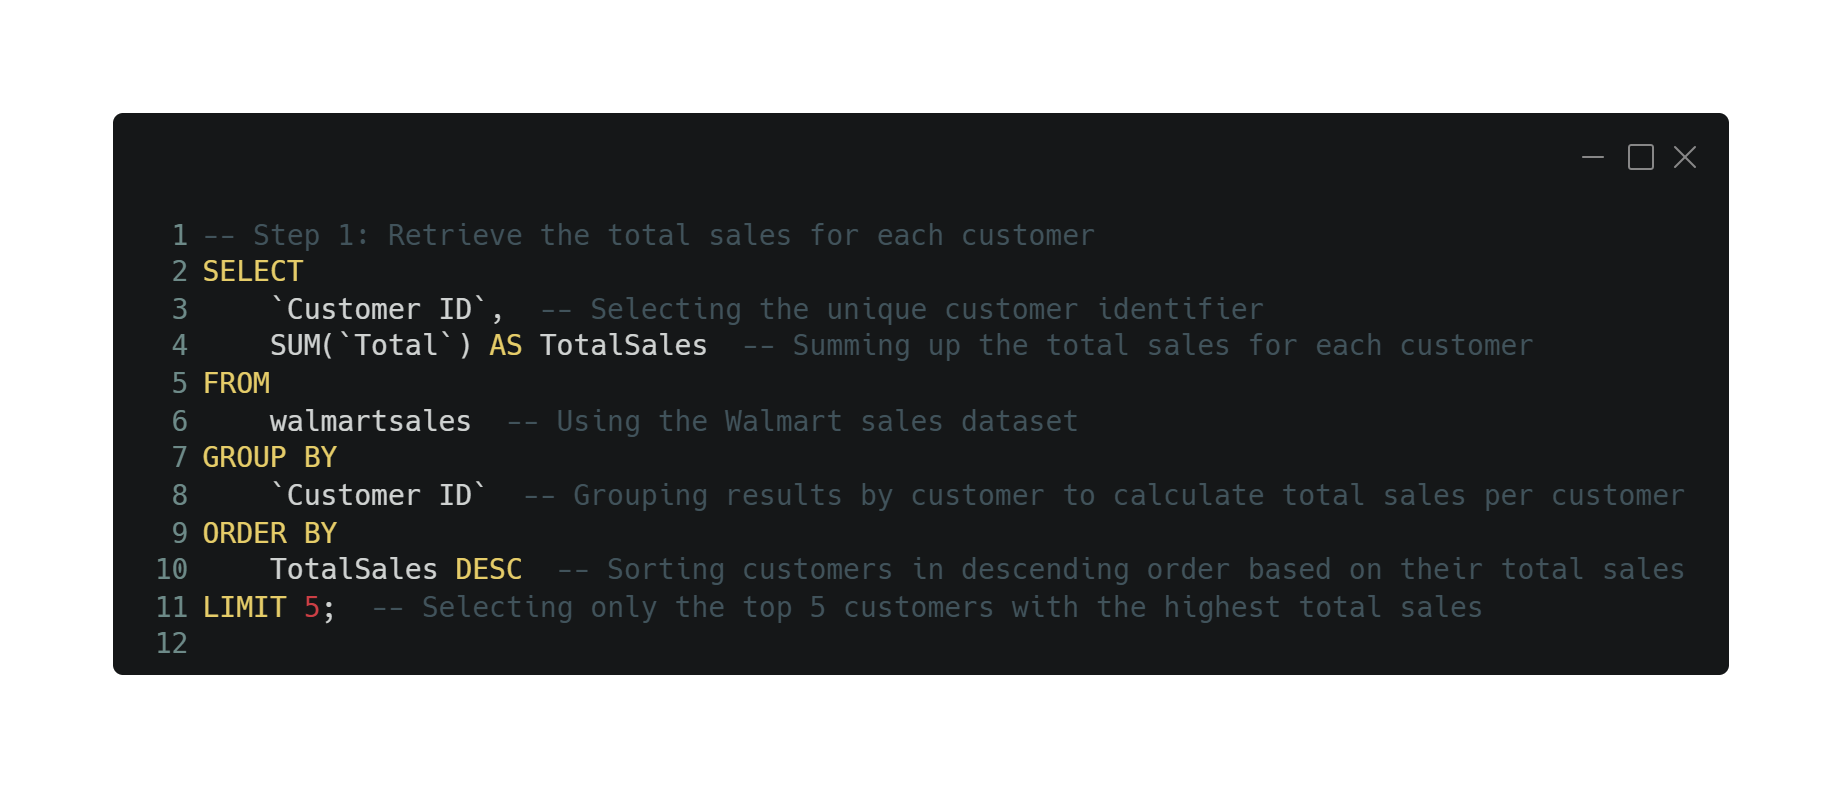 1 -- Step 1: Retrieve the total sales for each customer
2 SELECT
3     `Customer ID`,  -- Selecting the unique customer identifier
4     SUM(`Total`) AS TotalSales  -- Summing up the total sales for each customer
5 FROM
6     walmartsales  -- Using the Walmart sales dataset
7 GROUP BY
8     `Customer ID`  -- Grouping results by customer to calculate total sales per customer
9 ORDER BY
10     TotalSales DESC  -- Sorting customers in descending order based on their total sales
11 LIMIT 5;  -- Selecting only the top 5 customers with the highest total sales
12